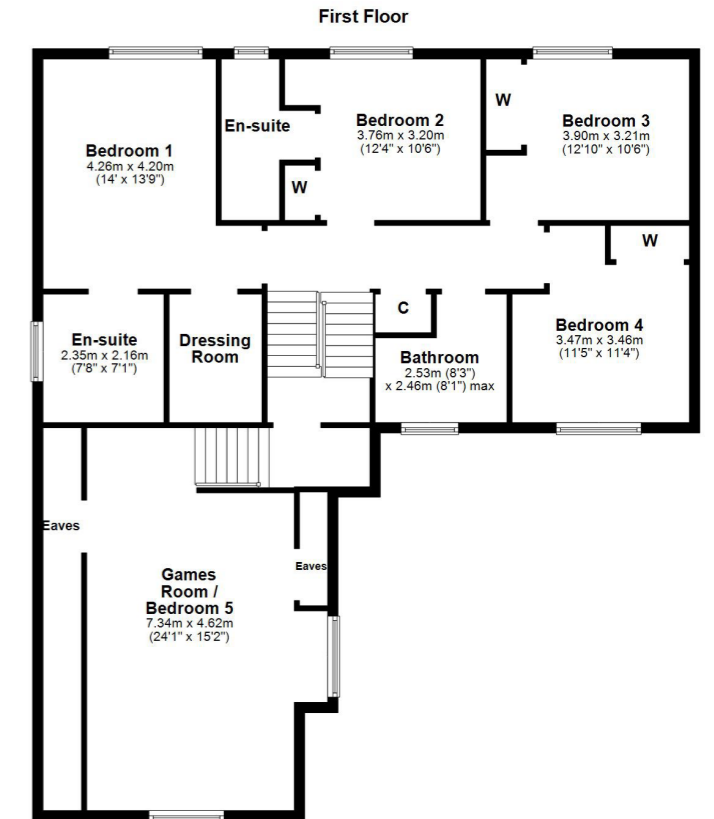 First Floor
Bedroom 1
4.26m x 4.20m
(14' x 13'9")
En-suite
W
Bedroom 2
3.76m x 3.20m
(12'4" x 10'6")
W
Bedroom 3
3.90m x 3.21m
(12'10" x 10'6")
W
En-suite
2.35m x 2.16m
(7'8" x 7'1")
Dressing
Room
C
Bathroom
2.53m (8'3")
x 2.46m (8'1") max
Bedroom 4
3.47m x 3.46m
(11'5" x 11'4")
Eaves
Eaves
Games
Room /
Bedroom 5
7.34m x 4.62m
(24'1" x 15'2")